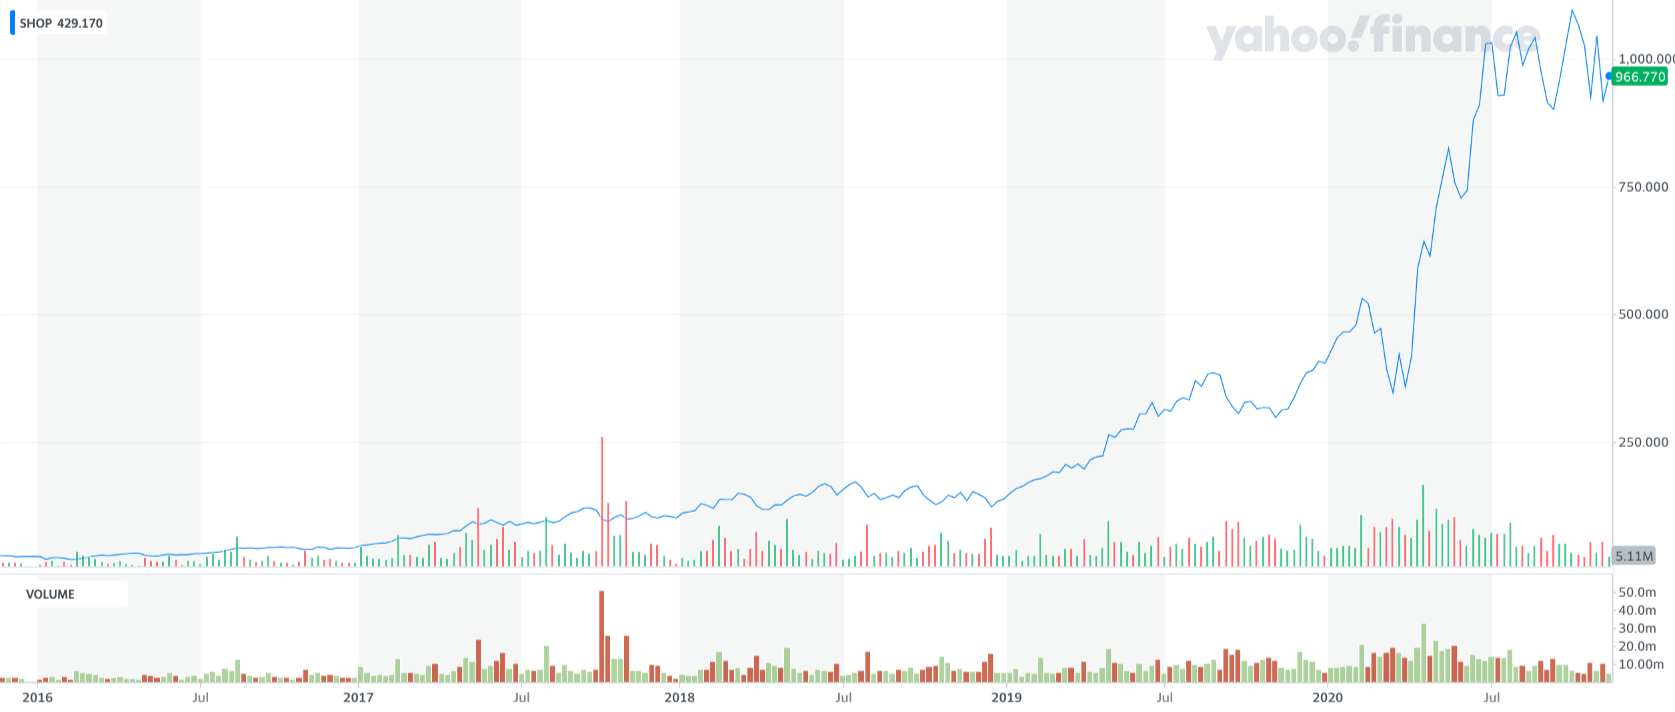 SHOP 429.170
yahoo!finance
1,000.000
966.770
750.000
500.000
250.000
5.11M
VOLUME
50.0m
40.0m
30.0m
20.0m
10.00m
2016 Jul 2017 Jul 2018 Jul 2019 Jul 2020 Jul